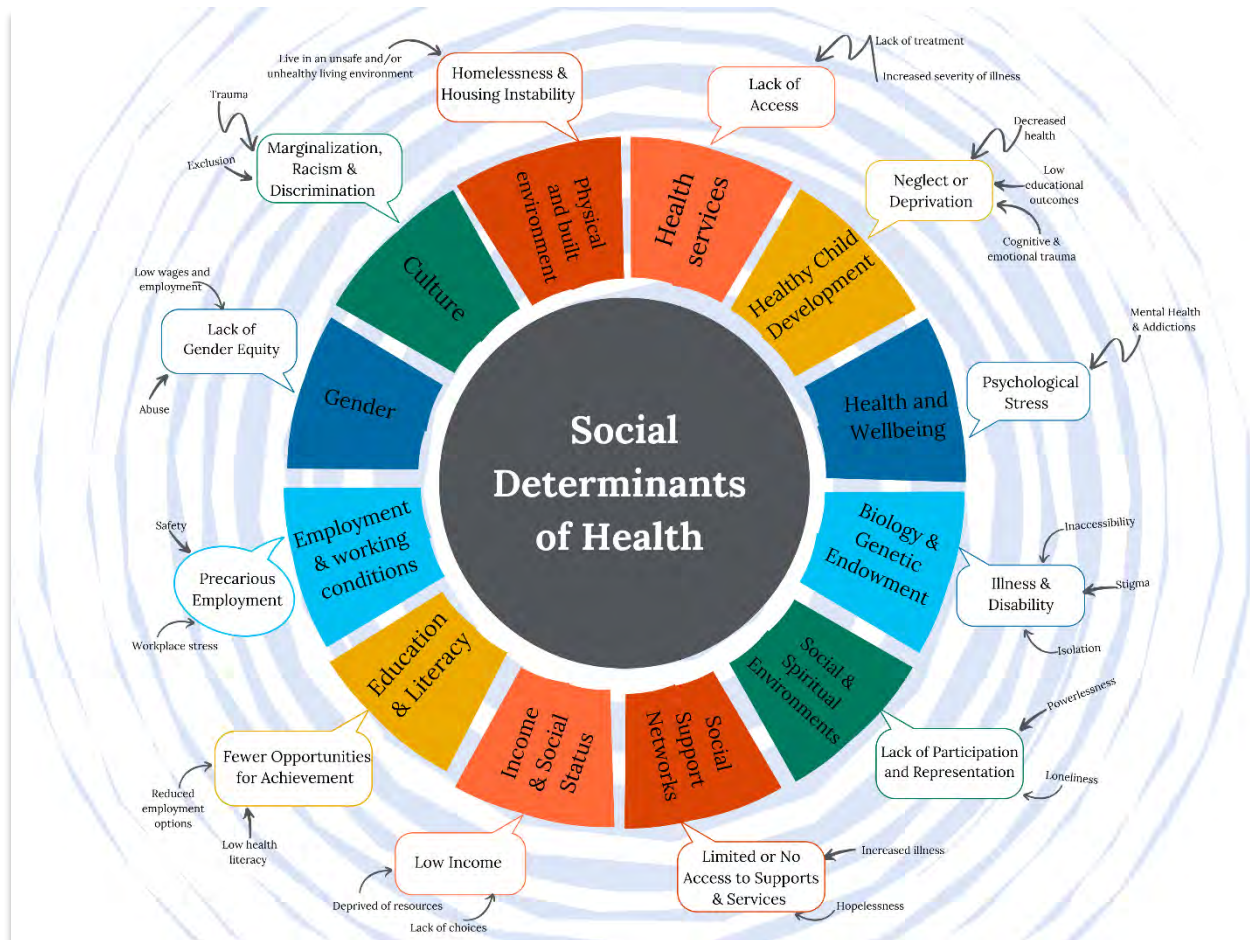 Social
Determinants
of Health
Health
services
Lack of
Access
Lack of treatment
Increased severity of illness
Healthy Child
Development
Neglect or
Deprivation
Decreased
health
Low
educational
outcomes
Cognitive &
emotional trauma
Health and
Wellbeing
Psychological
Stress
Mental Health
& Addictions
Biology &
Genetic
Endowment
Illness &
Disability
Inaccessibility
Stigma
Isolation
Social &
Spiritual
Environments
Lack of Participation
and Representation
Powerlessness
Loneliness
Social
Support
Networks
Limited or No
Access to Supports
& Services
Increased illness
Hopelessness
Income
& Social
Status
Low Income
Deprived of resources
Lack of choices
Education
& Literacy
Fewer Opportunities
for Achievement
Reduced
employment
options
Low health
literacy
Employment
& working
conditions
Precarious
Employment
Safety
Workplace stress
Gender
Lack of
Gender Equity
Low wages and
employment
Abuse
Culture
Marginalization,
Racism &
Discrimination
Trauma
Exclusion
Physical
and built
environment
Homelessness &
Housing Instability
Live in an unsafe and/or
unhealthy living environment